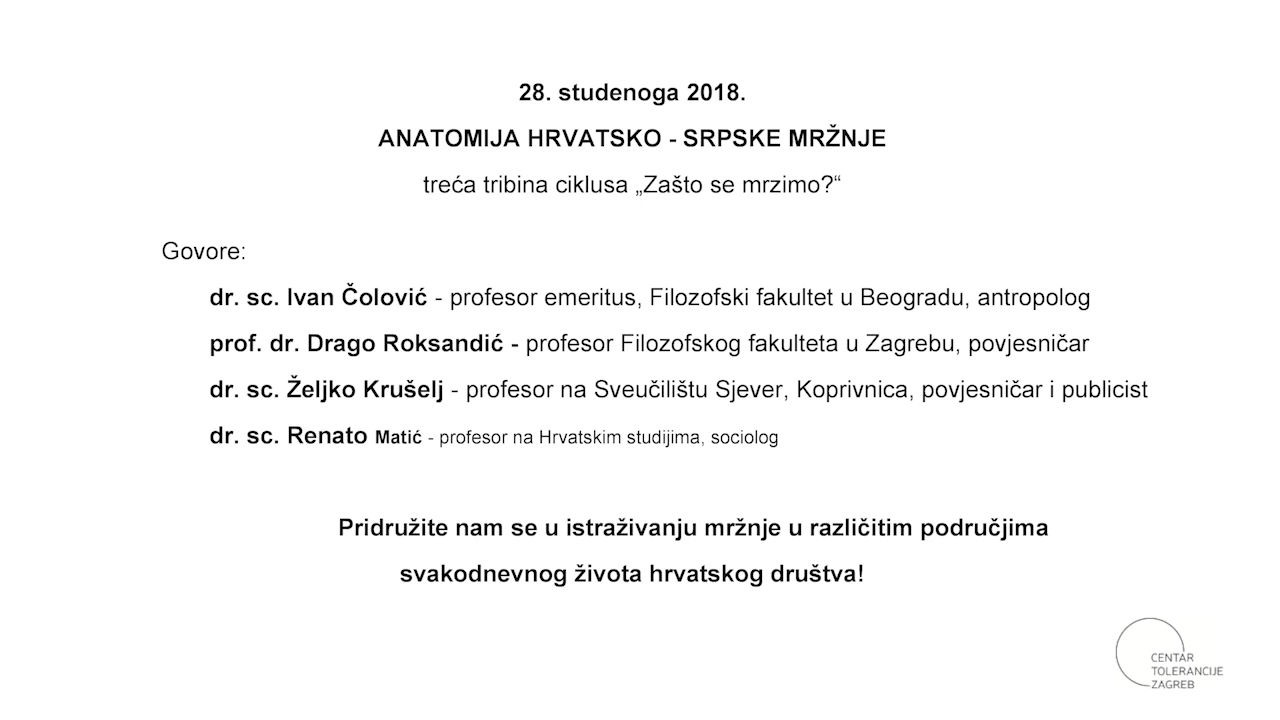 28. studenoga 2018.
ANATOMIJA HRVATSKO - SRPSKE MRŽNJE
treća tribina ciklusa „Zašto se mrzimo?“
Govore:
dr. sc. Ivan Čolović - profesor emeritus, Filozofski fakultet u Beogradu, antropolog
prof. dr. Drago Roksandić - profesor Filozofskog fakulteta u Zagrebu, povjesničar
dr. sc. Željko Krušelj - profesor na Sveučilištu Sjever, Koprivnica, povjesničar i publicist
dr. sc. Renato Matić - profesor na Hrvatskim studijima, sociolog
Pridružite nam se u istraživanju mržnje u različitim područjima
svakodnevnog života hrvatskog društva!
CENTAR
TOLERANCIJE
ZAGREB